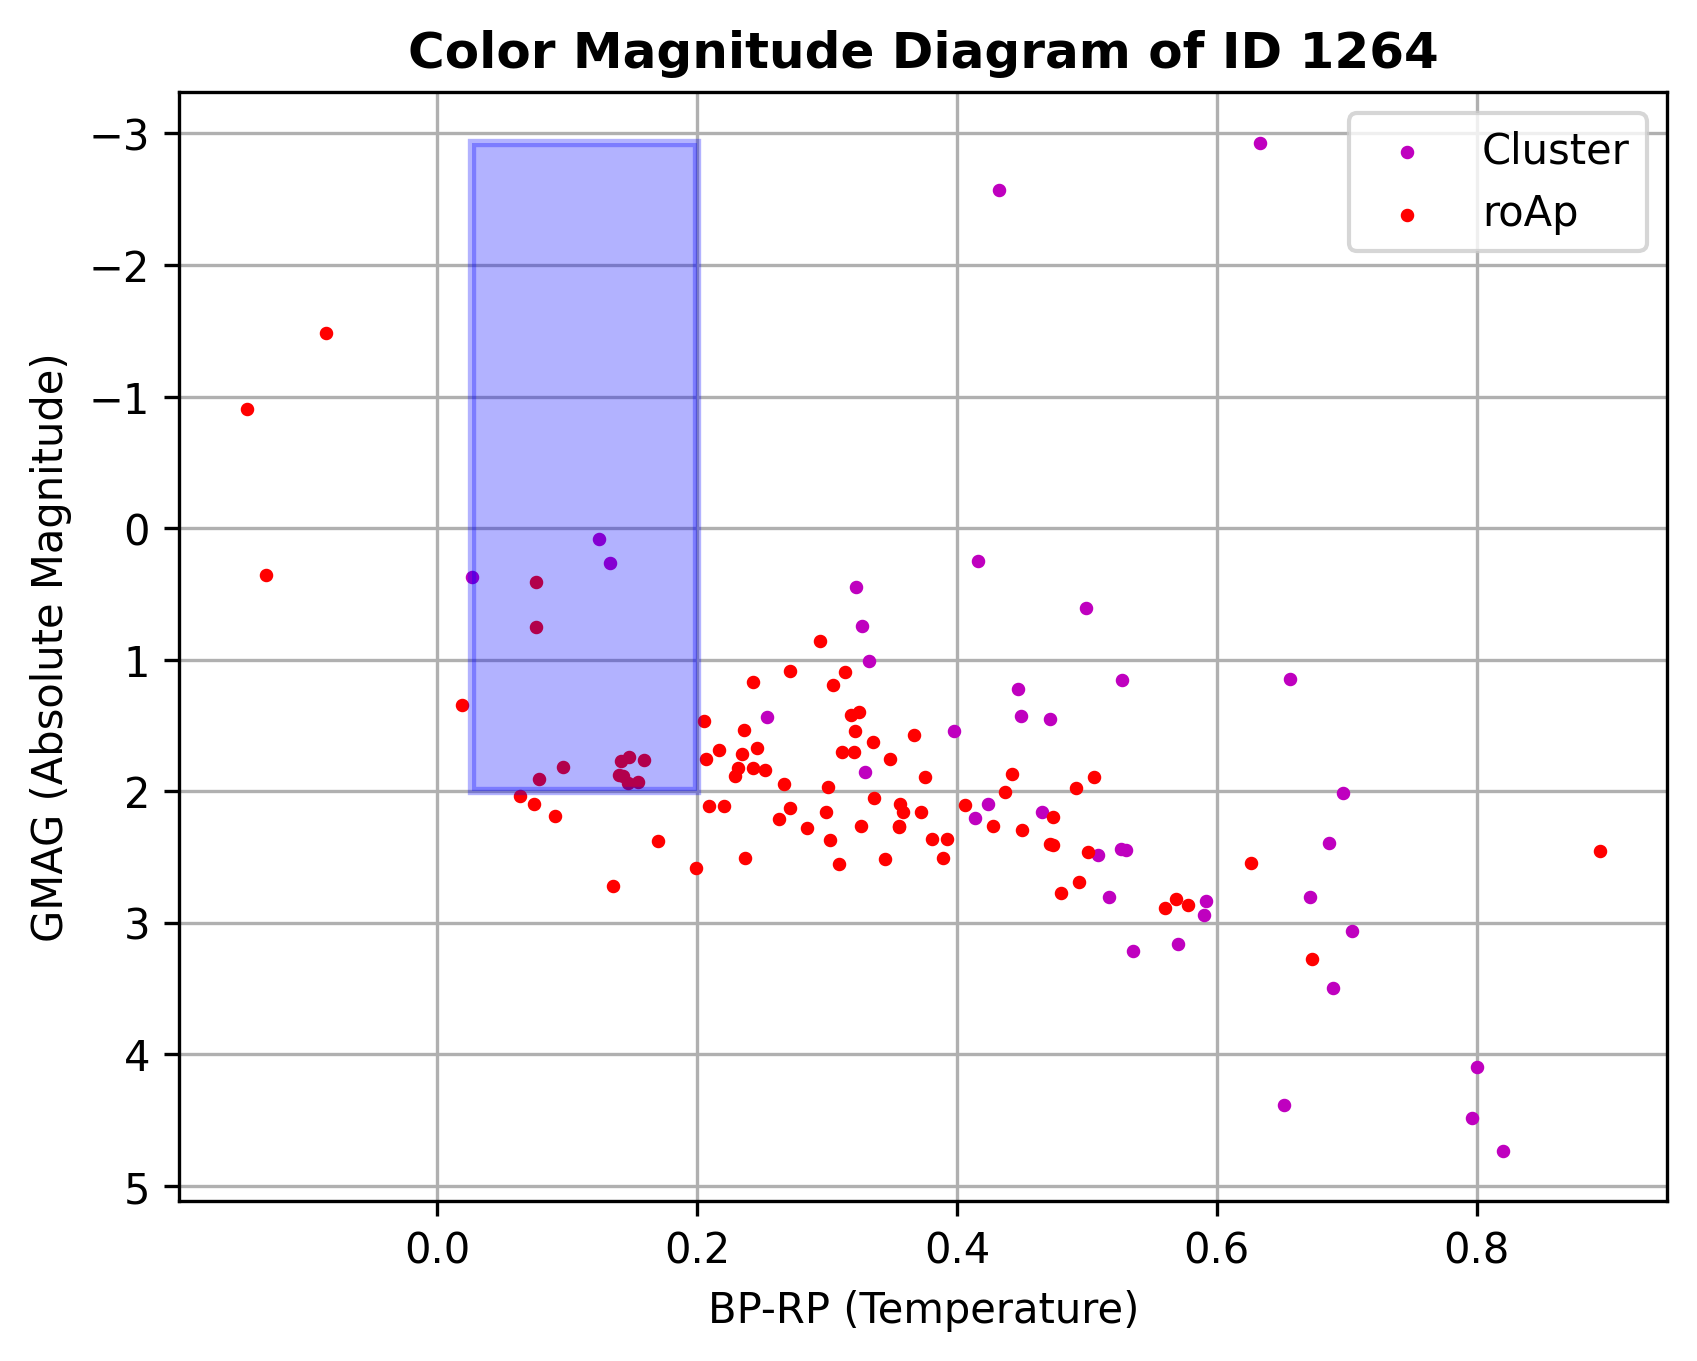 Color Magnitude Diagram of ID 1264
Cluster
roAp
GMAG (Absolute Magnitude)
−3
−2
−1
0
1
2
3
4
5
0.0 0.2 0.4 0.6 0.8
BP-RP (Temperature)